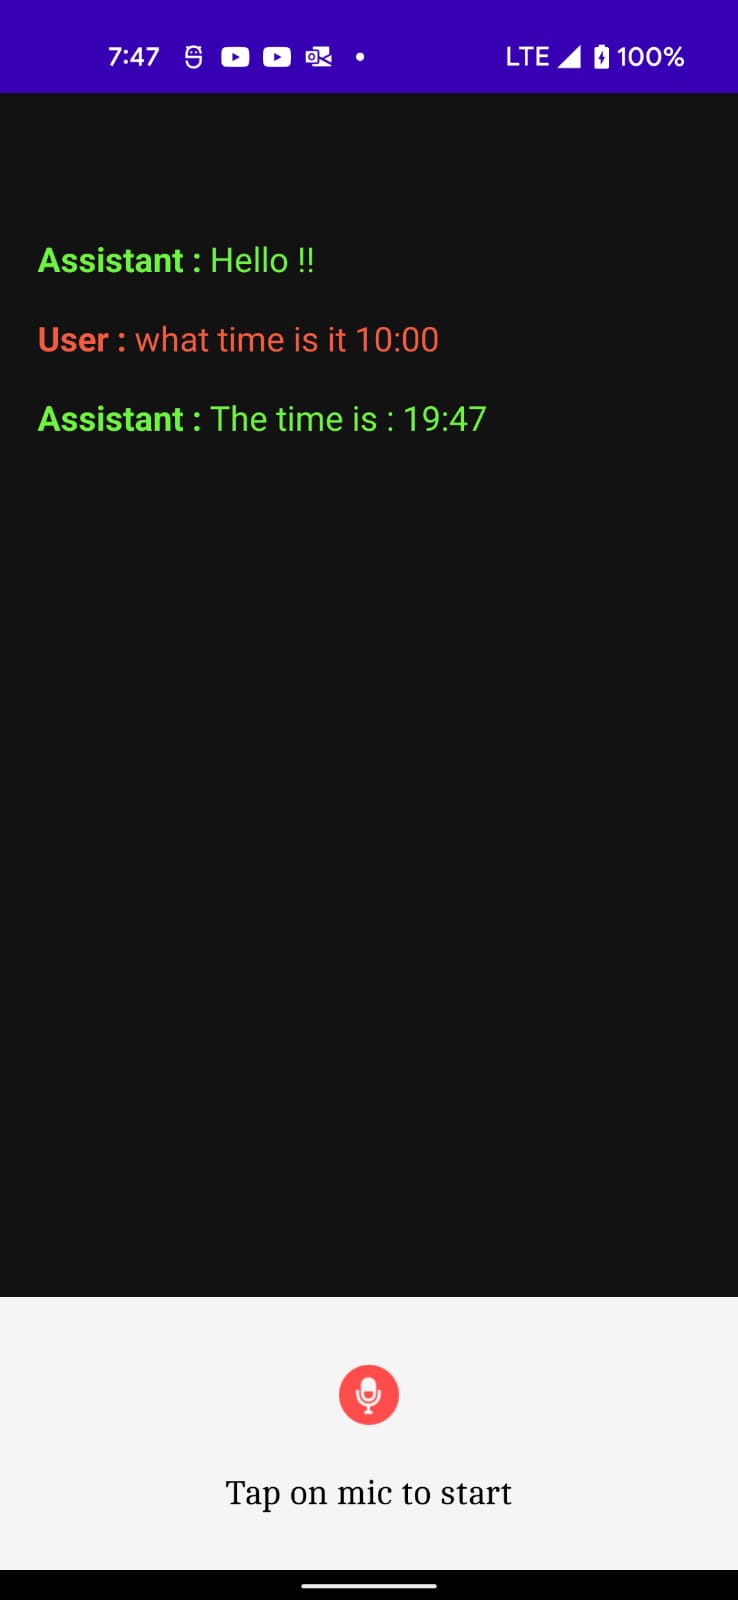 7:47 LTE 100%
Assistant : Hello !!
User : what time is it 10:00
Assistant : The time is : 19:47
Tap on mic to start